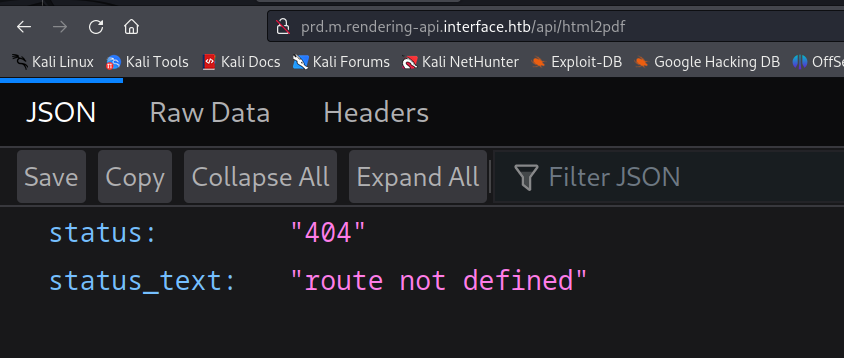 prd.m.rendering-api.interface.htb/api/html2pdf
Kali Linux Kali Tools Kali Docs Kali Forums Kali NetHunter Exploit-DB Google Hacking DB OffSe
JSON Raw Data Headers
Save Copy Collapse All Expand All Filter JSON
status: "404"
status_text: "route not defined"